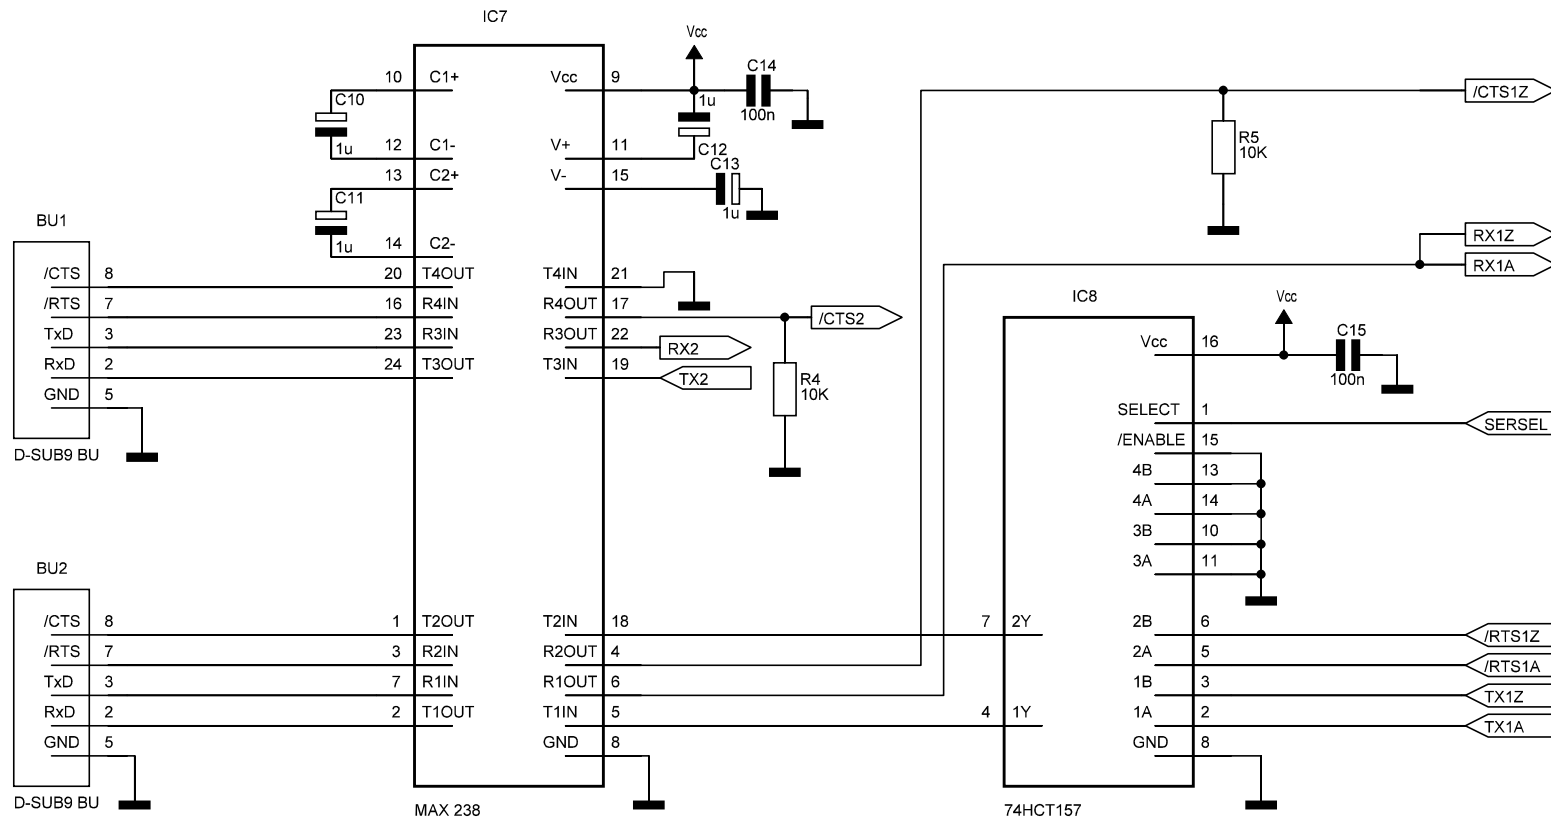 IC7
Vcc
10 C1+ Vcc 9
C14
C10
1u
100n
/CTS1Z
1u
12 C1- V+ 11
C12
R5
10K
13 C2+ V- 15
C13
C11
1u
BU1
1u
14 C2-
/CTS 8 20 T4OUT T4IN 21
/RTS 7 16 R4IN R4OUT 17
/CTS2
TxD 3 23 R3IN R3OUT 22
RX2
RxD 2 24 T3OUT T3IN 19
TX2
GND 5
R4
10K
D-SUB9 BU
RX1Z
RX1A
IC8
Vcc
Vcc 16
C15
100n
SELECT 1
SERSEL
/ENABLE 15
4B 13
4A 14
3B 10
3A 11
BU2
/CTS 8 1 T2OUT T2IN 18 7 2Y 2B 6
/RTS1Z
/RTS 7 3 R2IN R2OUT 4 2A 5
/RTS1A
TxD 3 7 R1IN R1OUT 6 1B 3
TX1Z
RxD 2 2 T1OUT T1IN 5 4 1Y 1A 2
TX1A
GND 5 GND 8 GND 8
D-SUB9 BU
MAX 238
74HCT157